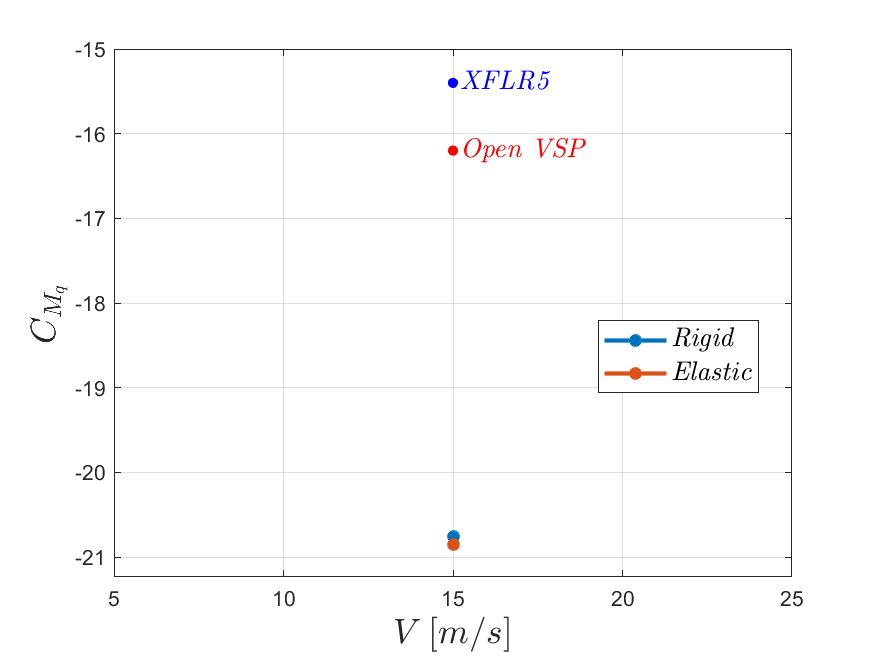 -15
XFLR5
-16
Open VSP
-17
-18
C_{M_q}
Rigid
-19
Elastic
-20
-21
5 10 15 20 25
V [m/s]